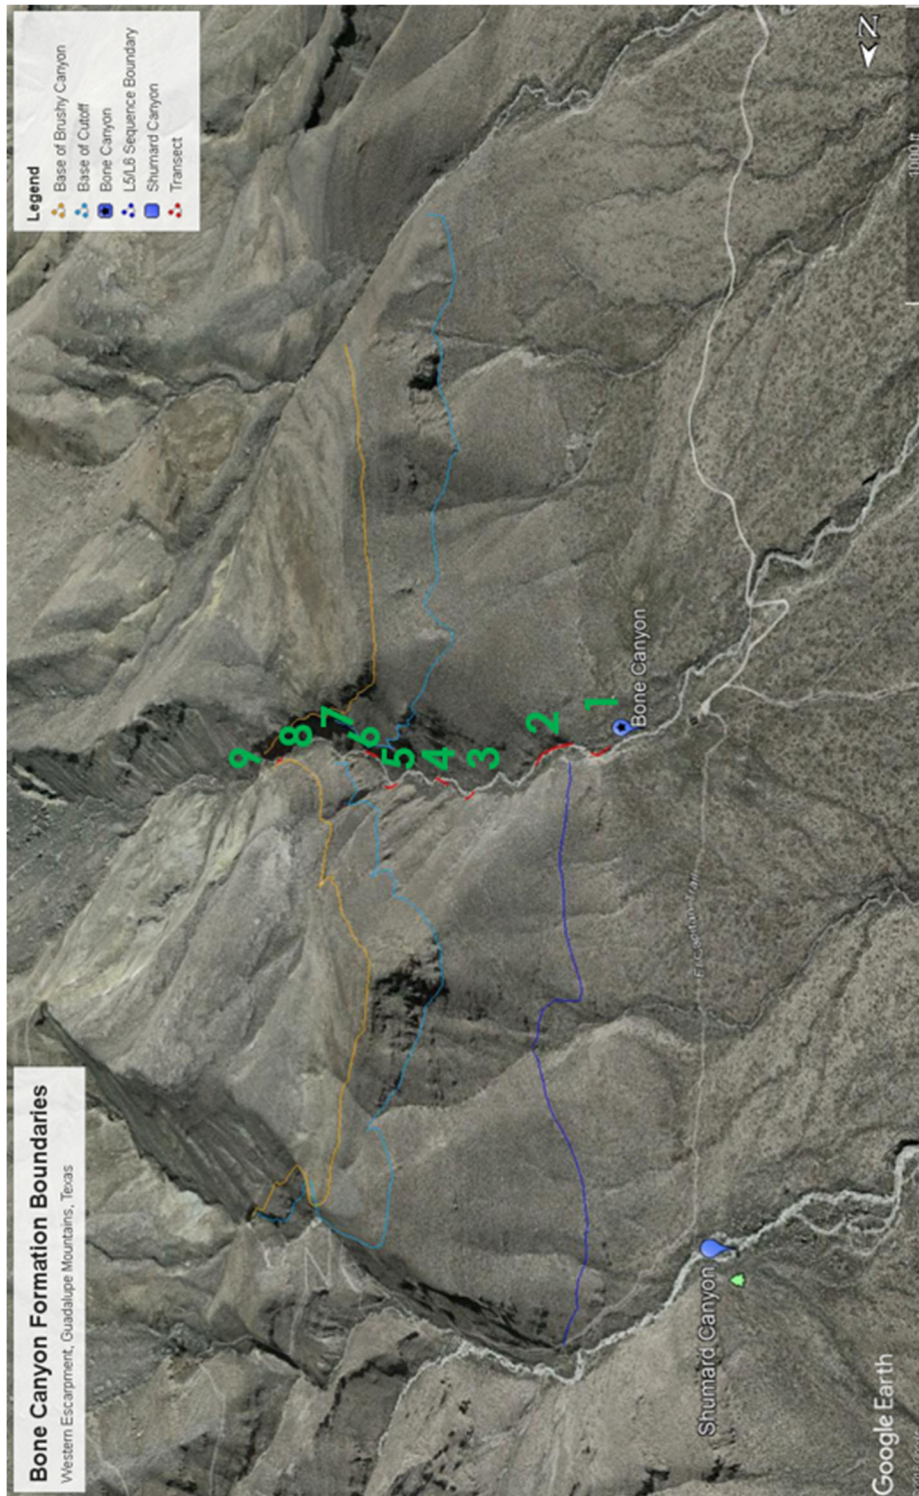 Bone Canyon Formation Boundaries
Western Escarpment, Guadalupe Mountains, Texas
Legend
Base of Brushy Canyon
Base of Cutoff
Bone Canyon
L5/L6 Sequence Boundary
Shumard Canyon
Transect
9
8
7
6
5
4
3
2
1
Bone Canyon
Shumard Canyon
Google Earth
N